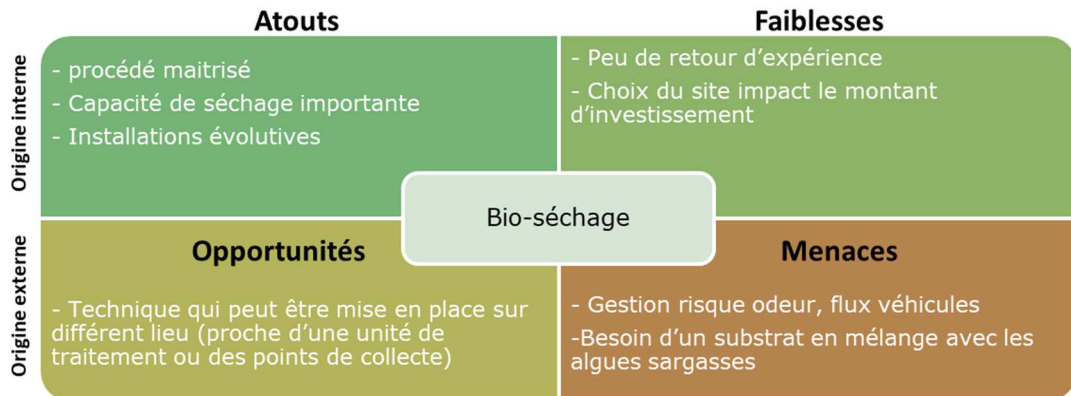 Atouts
Faiblesses
Origine interne
- procédé maitrisé
- Capacité de séchage importante
- Installations évolutives
- Peu de retour d'expérience
- Choix du site impact le montant
d'investissement
Bio-séchage
Origine externe
Opportunités
- Technique qui peut être mise en place sur
différent lieu (proche d'une unité de
traitement ou des points de collecte)
Menaces
- Gestion risque odeur, flux véhicules
-Besoin d'un substrat en mélange avec les
algues sargasses